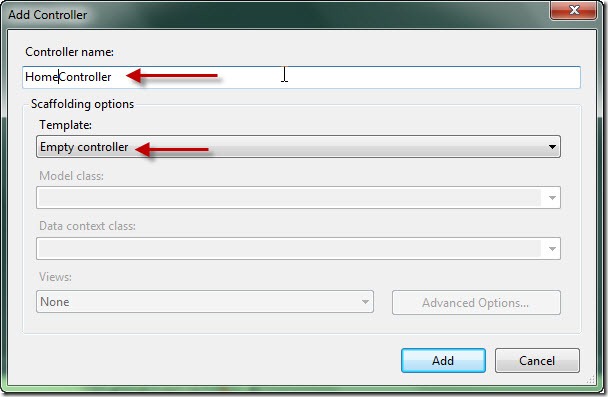 Add Controller
Controller name:
HomeController
Scaffolding options
Template:
Empty controller
Model class:
Data context class:
Views:
None
Advanced Options...
Add
Cancel